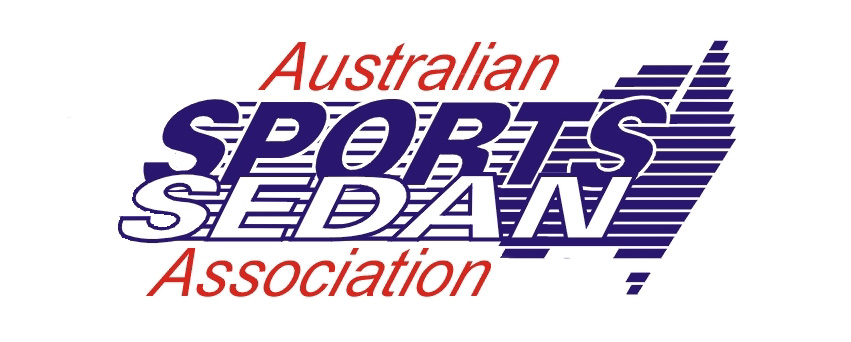 Australian
SPORTS
SEDAN
Association